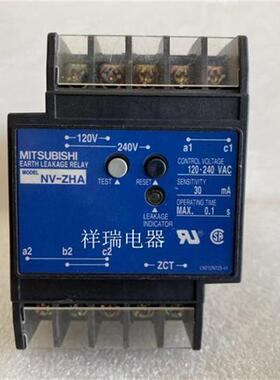 120V
240V
a1 c1
MITSUBISHI
EARTH LEAKAGE RELAY
MODEL NV-ZHA
TEST
RESET
CONTROL VOLTAGE
120-240 VAC
SENSITIVITY
30 mA
OPERATING TIME
MAX. 0.1 s
LEAKAGE
INDICATOR
祥瑞电器
a2 b2 c2
ZCT